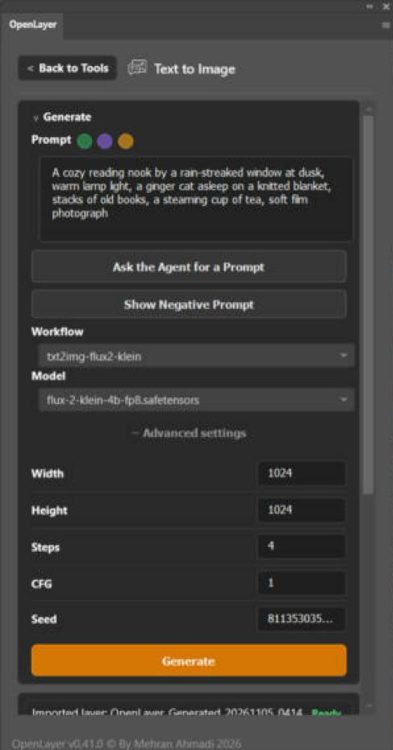 OpenLayer
< Back to Tools
Text to Image
Generate
Prompt
A cozy reading nook by a rain-streaked window at dusk,
warm lamp light, a ginger cat asleep on a knitted blanket,
stacks of old books, a steaming cup of tea, soft film
photograph
Ask the Agent for a Prompt
Show Negative Prompt
Workflow
txt2img-flux2-klein
Model
flux-2-klein-4b-fp8.safetensors
− Advanced settings
Width 1024
Height 1024
Steps 4
CFG 1
Seed 811353035...
Generate
Imported layer: OpenLayer_Generated_20261105_0414 Ready
OpenLayer v0.41.0 © By Mehran Ahmadi 2026